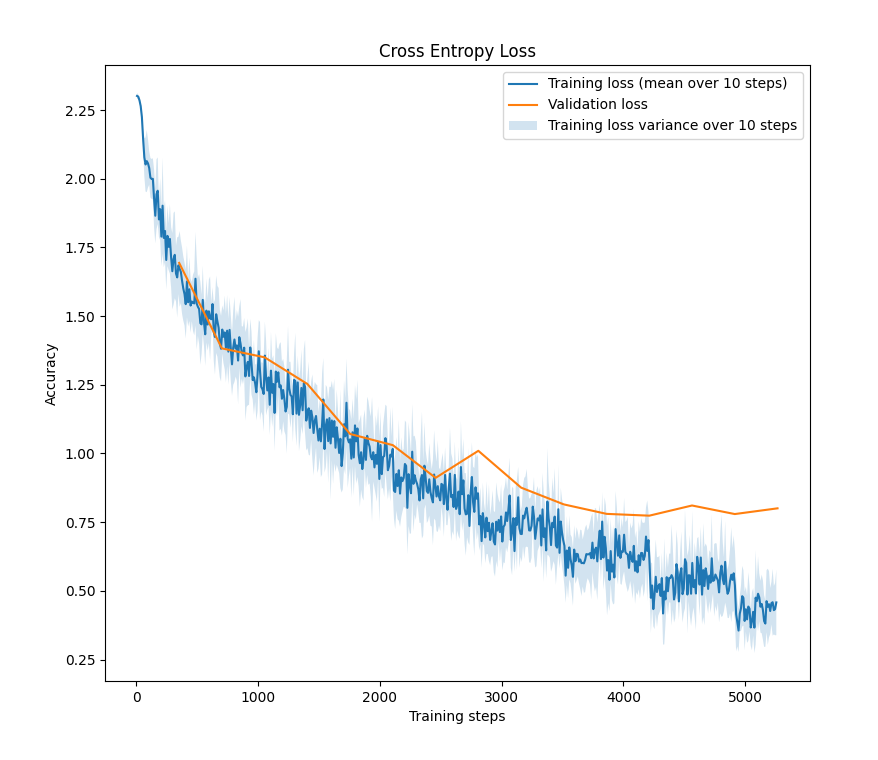 Cross Entropy Loss
Training loss (mean over 10 steps)
Validation loss
Training loss variance over 10 steps
Accuracy
2.25
2.00
1.75
1.50
1.25
1.00
0.75
0.50
0.25
0
1000
2000
3000
4000
5000
Training steps